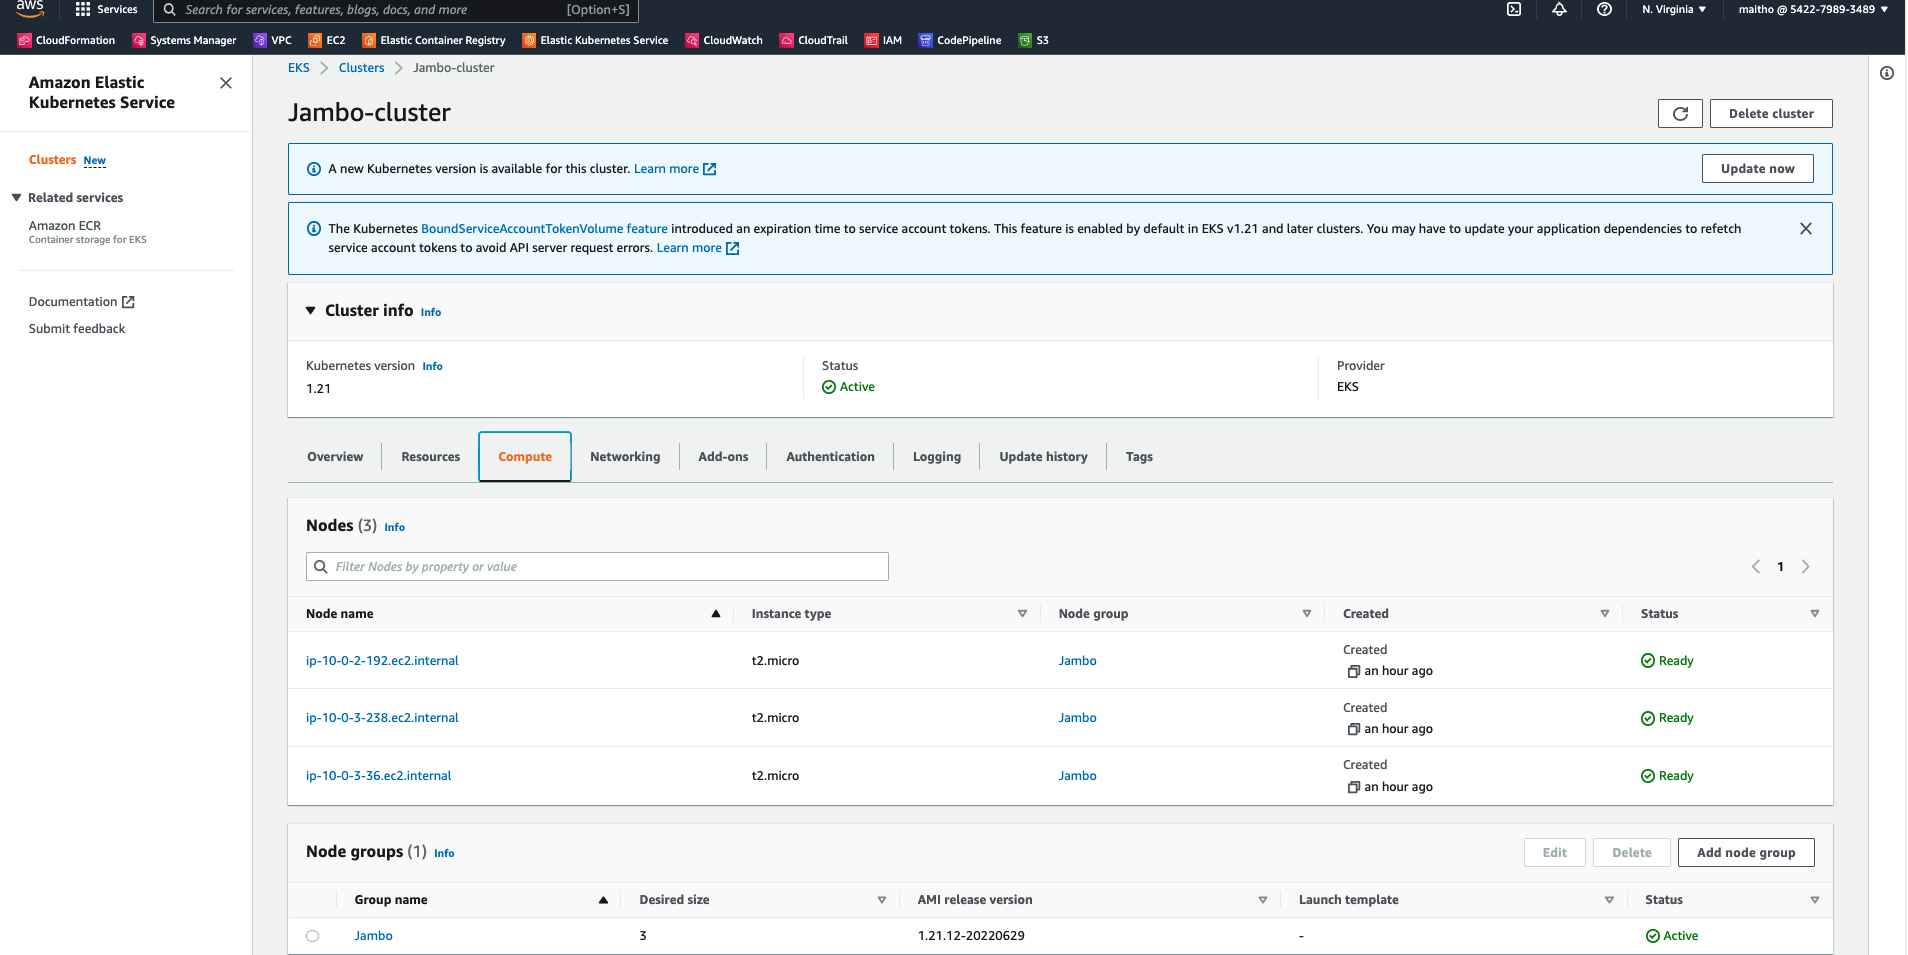 aws
Services
Search for services, features, blogs, docs, and more
[Option+S]
N. Virginia
maitho @ 5422-7989-3489
CloudFormation
Systems Manager
VPC
EC2
Elastic Container Registry
Elastic Kubernetes Service
CloudWatch
CloudTrail
IAM
CodePipeline
S3
Amazon Elastic
Kubernetes Service
Clusters New
Related services
Amazon ECR
Container storage for EKS
Documentation
Submit feedback
EKS > Clusters > Jambo-cluster
Jambo-cluster
Delete cluster
A new Kubernetes version is available for this cluster. Learn more
Update now
The Kubernetes BoundServiceAccountTokenVolume feature introduced an expiration time to service account tokens. This feature is enabled by default in EKS v1.21 and later clusters. You may have to update your application dependencies to refetch
service account tokens to avoid API server request errors. Learn more
Cluster info Info
Kubernetes version Info
1.21
Status
Active
Provider
EKS
Overview
Resources
Compute
Networking
Add-ons
Authentication
Logging
Update history
Tags
Nodes (3) Info
Filter Nodes by property or value
1
Node name
Instance type
Node group
Created
Status
ip-10-0-2-192.ec2.internal
t2.micro
Jambo
Created
an hour ago
Ready
ip-10-0-3-238.ec2.internal
t2.micro
Jambo
Created
an hour ago
Ready
ip-10-0-3-36.ec2.internal
t2.micro
Jambo
Created
an hour ago
Ready
Node groups (1) Info
Edit
Delete
Add node group
Group name
Desired size
AMI release version
Launch template
Status
Jambo
3
1.21.12-20220629
-
Active